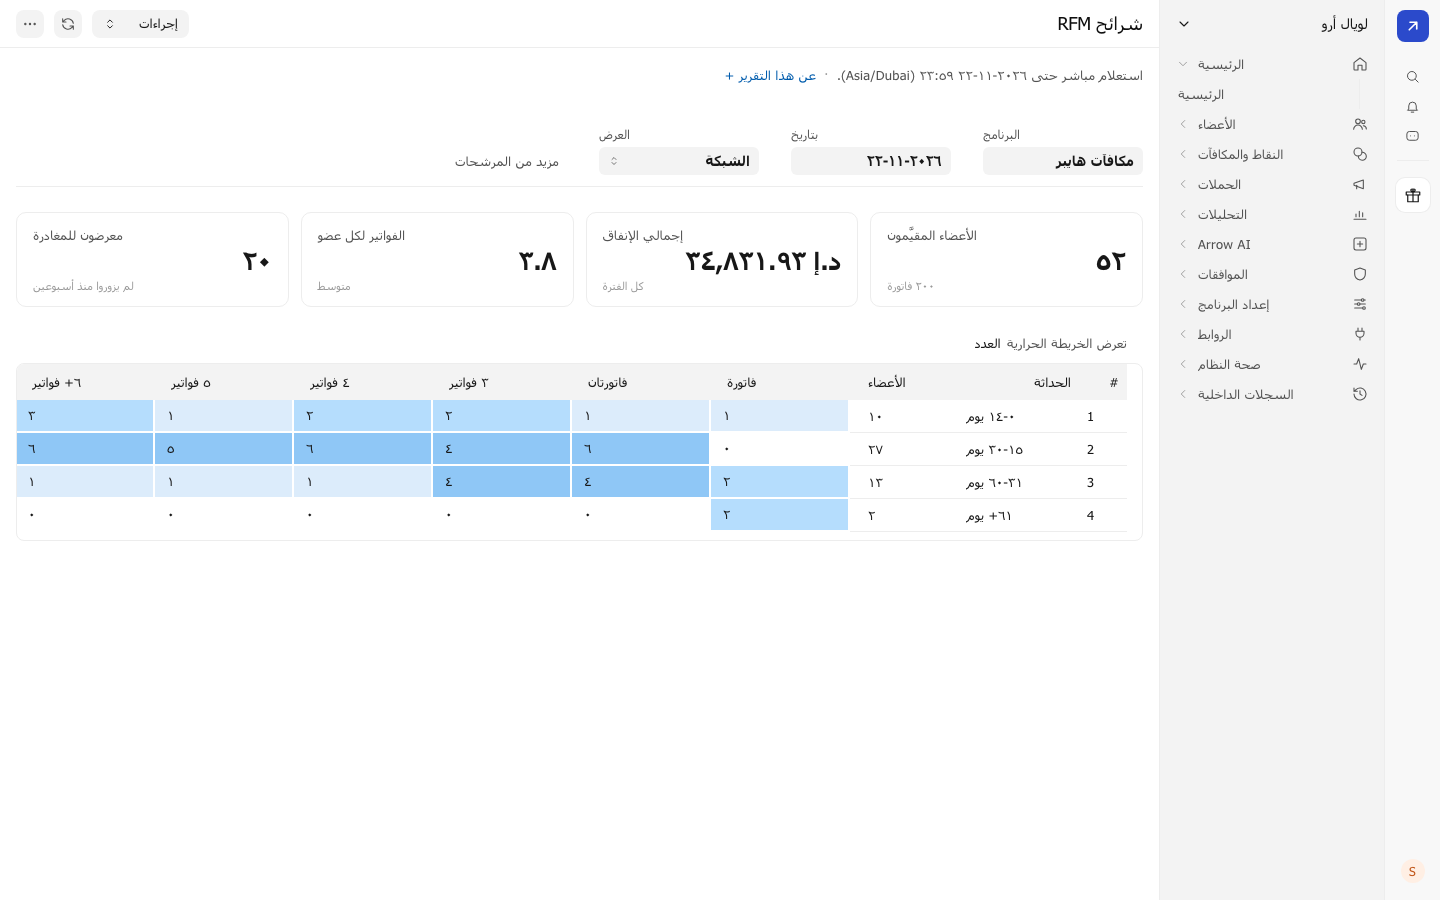 لويال أرو
الرئيسية
الرئيسية
الأعضاء
النقاط والمكافآت
الحملات
التحليلات
Arrow AI
الموافقات
إعداد البرنامج
الروابط
صحة النظام
السجلات الداخلية
S
شرائح RFM
إجراءات
استعلام مباشر حتى ٢٠٢٦-١١-٢٢ ٢٣:٥٩ (Asia/Dubai). · عن هذا التقرير +
البرنامج
بتاريخ
العرض
مكافآت هايبر
٢٠٢٦-١١-٢٢
الشبكة
مزيد من المرشحات
الأعضاء المقيَّمون
٥٢
٢٠٠ فاتورة
إجمالي الإنفاق
د.إ ٣٤,٨٣١.٩٣
كل الفترة
الفواتير لكل عضو
٣.٨
متوسط
معرضون للمغادرة
٢٠
لم يزوروا منذ أسبوعين
تعرض الخريطة الحرارية العدد
# الحداثة الأعضاء فاتورة فاتورتان ٣ فواتير ٤ فواتير ٥ فواتير ٦+ فواتير
1 ٠-١٤ يوم ١٠ ١ ١ ٢ ٢ ١ ٣
2 ١٥-٣٠ يوم ٢٧ ٠ ٦ ٤ ٦ ٥ ٦
3 ٣١-٦٠ يوم ١٣ ٢ ٤ ٤ ١ ١ ١
4 ٦١+ يوم ٢ ٢ ٠ ٠ ٠ ٠ ٠